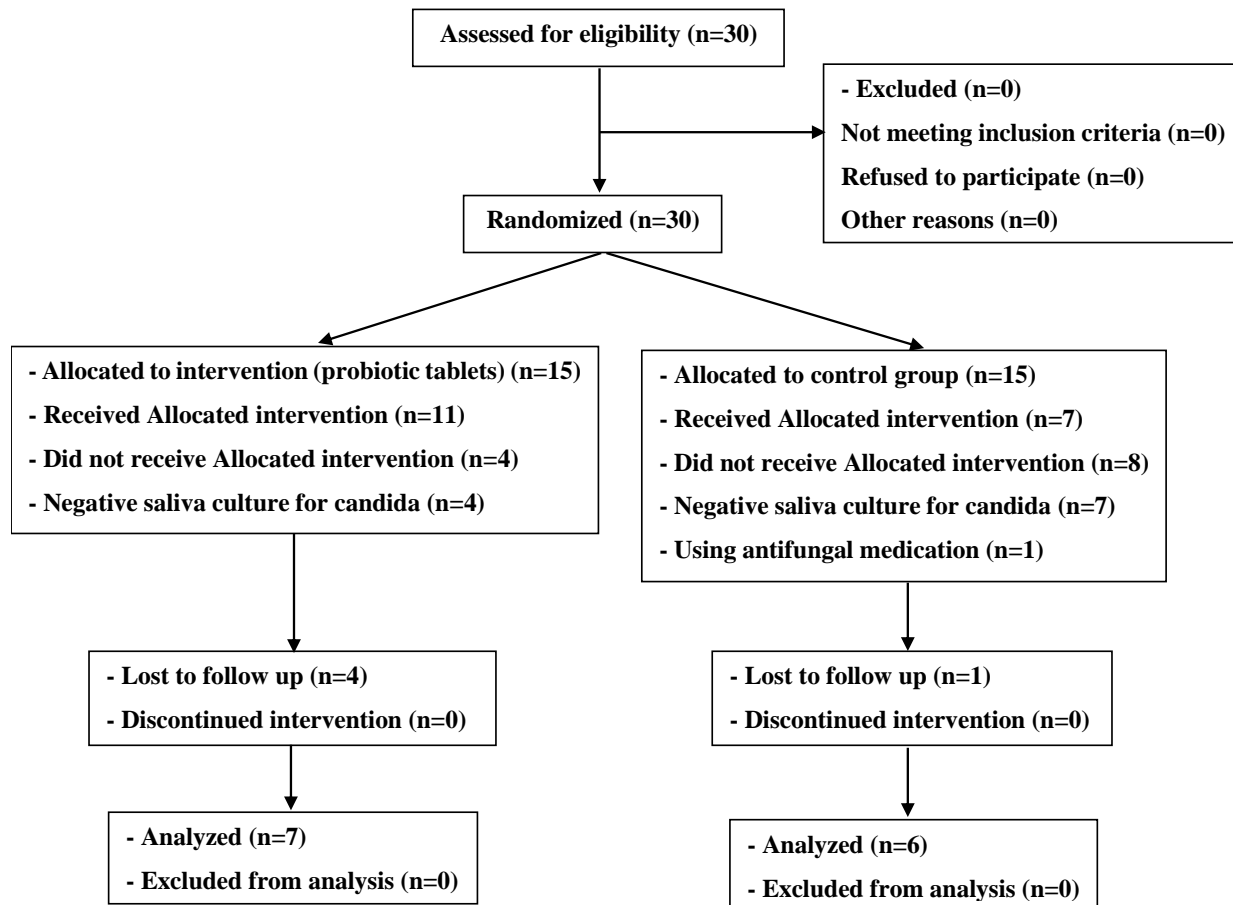 Assessed for eligibility (n=30)
- Excluded (n=0)
Not meeting inclusion criteria (n=0)
Refused to participate (n=0)
Other reasons (n=0)
Randomized (n=30)
- Allocated to intervention (probiotic tablets) (n=15)
- Received Allocated intervention (n=11)
- Did not receive Allocated intervention (n=4)
- Negative saliva culture for candida (n=4)
- Allocated to control group (n=15)
- Received Allocated intervention (n=7)
- Did not receive Allocated intervention (n=8)
- Negative saliva culture for candida (n=7)
- Using antifungal medication (n=1)
- Lost to follow up (n=4)
- Discontinued intervention (n=0)
- Lost to follow up (n=1)
- Discontinued intervention (n=0)
- Analyzed (n=7)
- Excluded from analysis (n=0)
- Analyzed (n=6)
- Excluded from analysis (n=0)